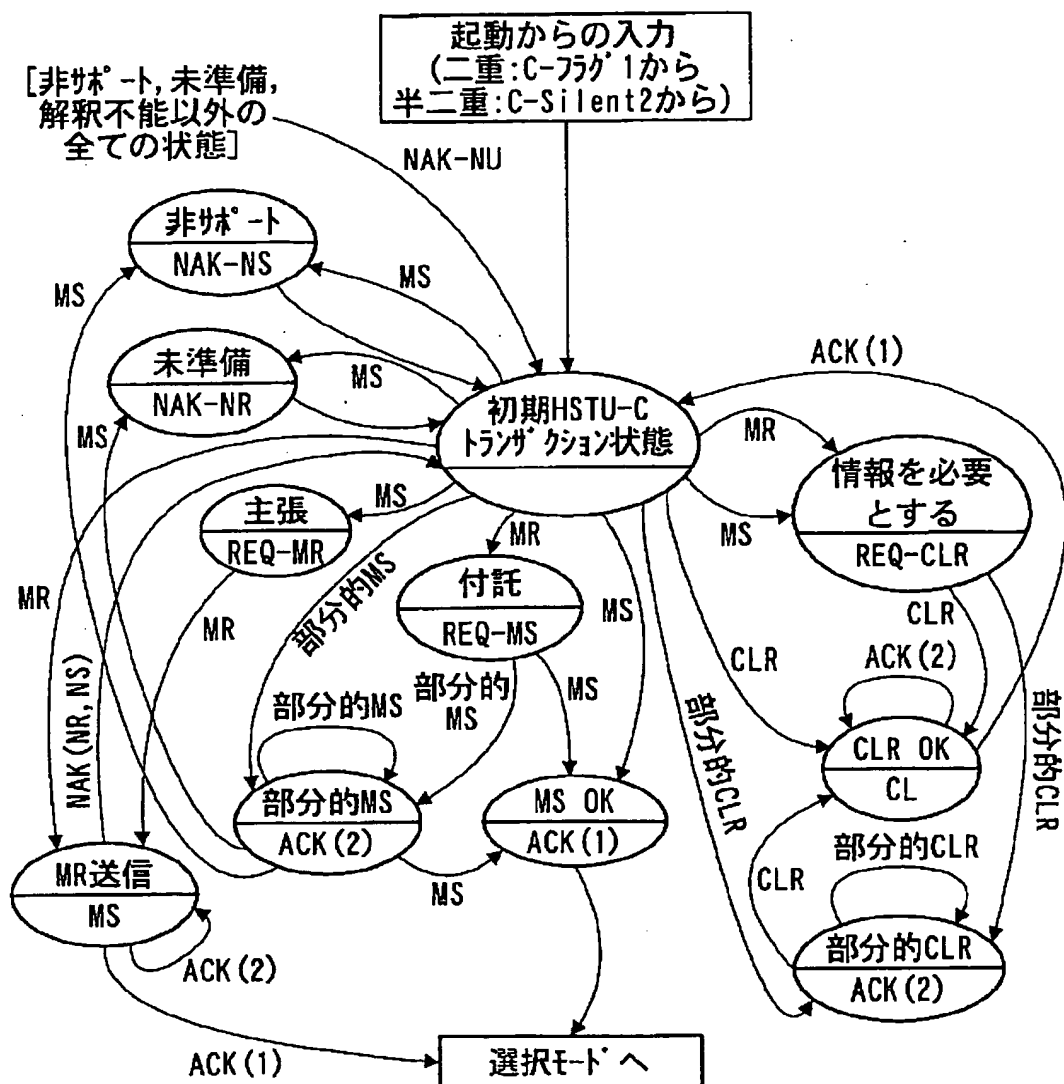 起動からの入力
(二重:C-フラグ1から
半二重:C-Silent2から)
[非サポート, 未準備,
解釈不能以外の
全ての状態]
NAK-NU
非サポート
NAK-NS
MS
MS
未準備
NAK-NR
MS
MS
初期HSTU-C
トランザクション状態
ACK(1)
MR
情報を必要
とする
REQ-CLR
MS
主張
REQ-MR
MS
MR
付託
REQ-MS
MR
MR
部分的MS
MS
CLR
CLR
ACK(2)
NAK(NR, NS)
部分的MS
部分的
MS
MS
部分的CLR
部分的CLR
CLR OK
CL
部分的MS
ACK(2)
MS OK
ACK(1)
MS
部分的CLR
CLR
MR送信
MS
ACK(2)
部分的CLR
ACK(2)
ACK(1)
選択モードへ